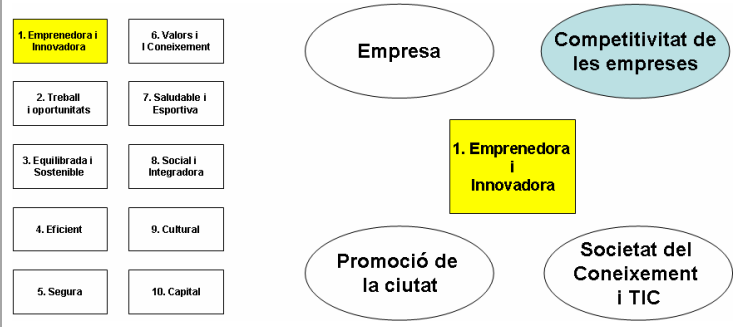 1. Emprenedora i
Innovadora
6. Valors i
l Coneixement
2. Treball
i oportunitats
7. Saludable i
Esportiva
3. Equilibrada i
Sostenible
8. Social i
Integradora
4. Eficient
9. Cultural
5. Segura
10. Capital
Empresa
Competitivitat de
les empreses
1. Emprenedora
i
Innovadora
Promoció de
la ciutat
Societat del
Coneixement
i TIC